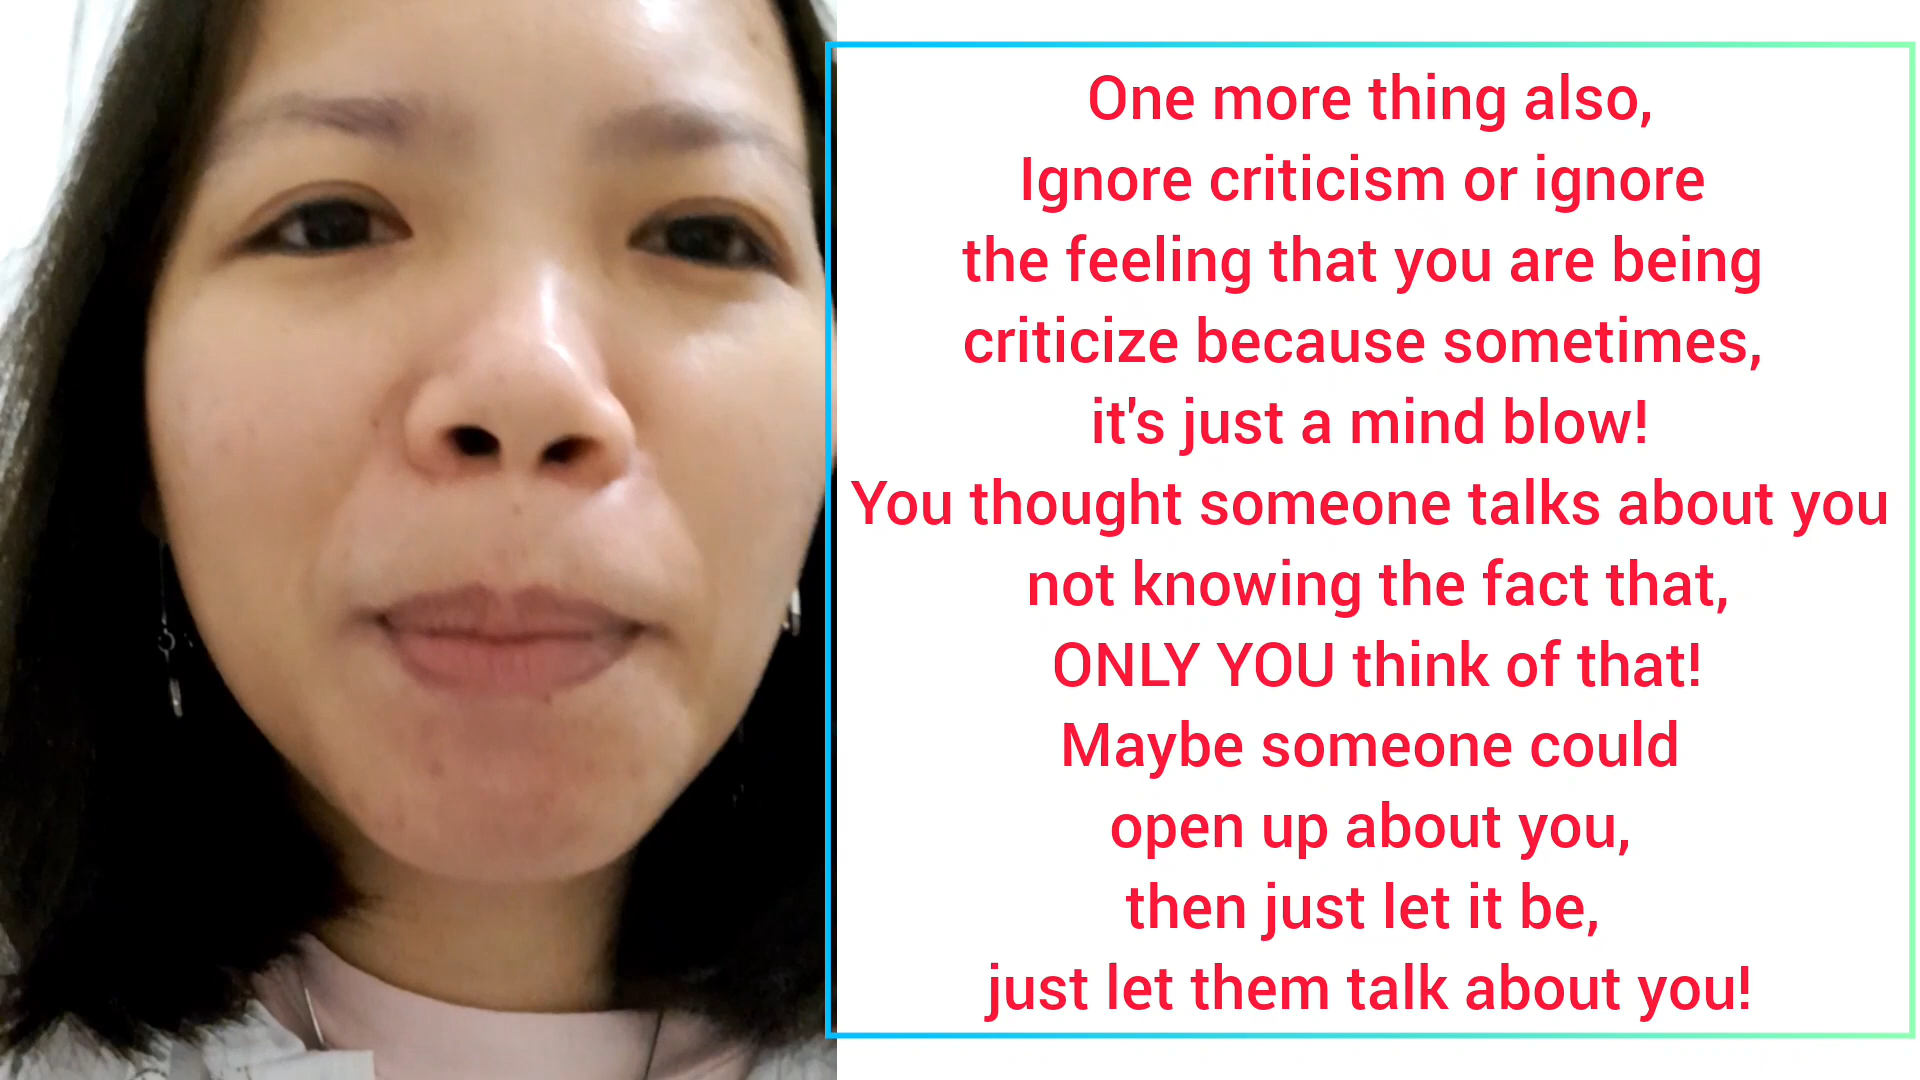 One more thing also,
Ignore criticism or ignore
the feeling that you are being
criticize because sometimes,
it's just a mind blow!
You thought someone talks about you
not knowing the fact that,
ONLY YOU think of that!
Maybe someone could
open up about you,
then just let it be,
just let them talk about you!